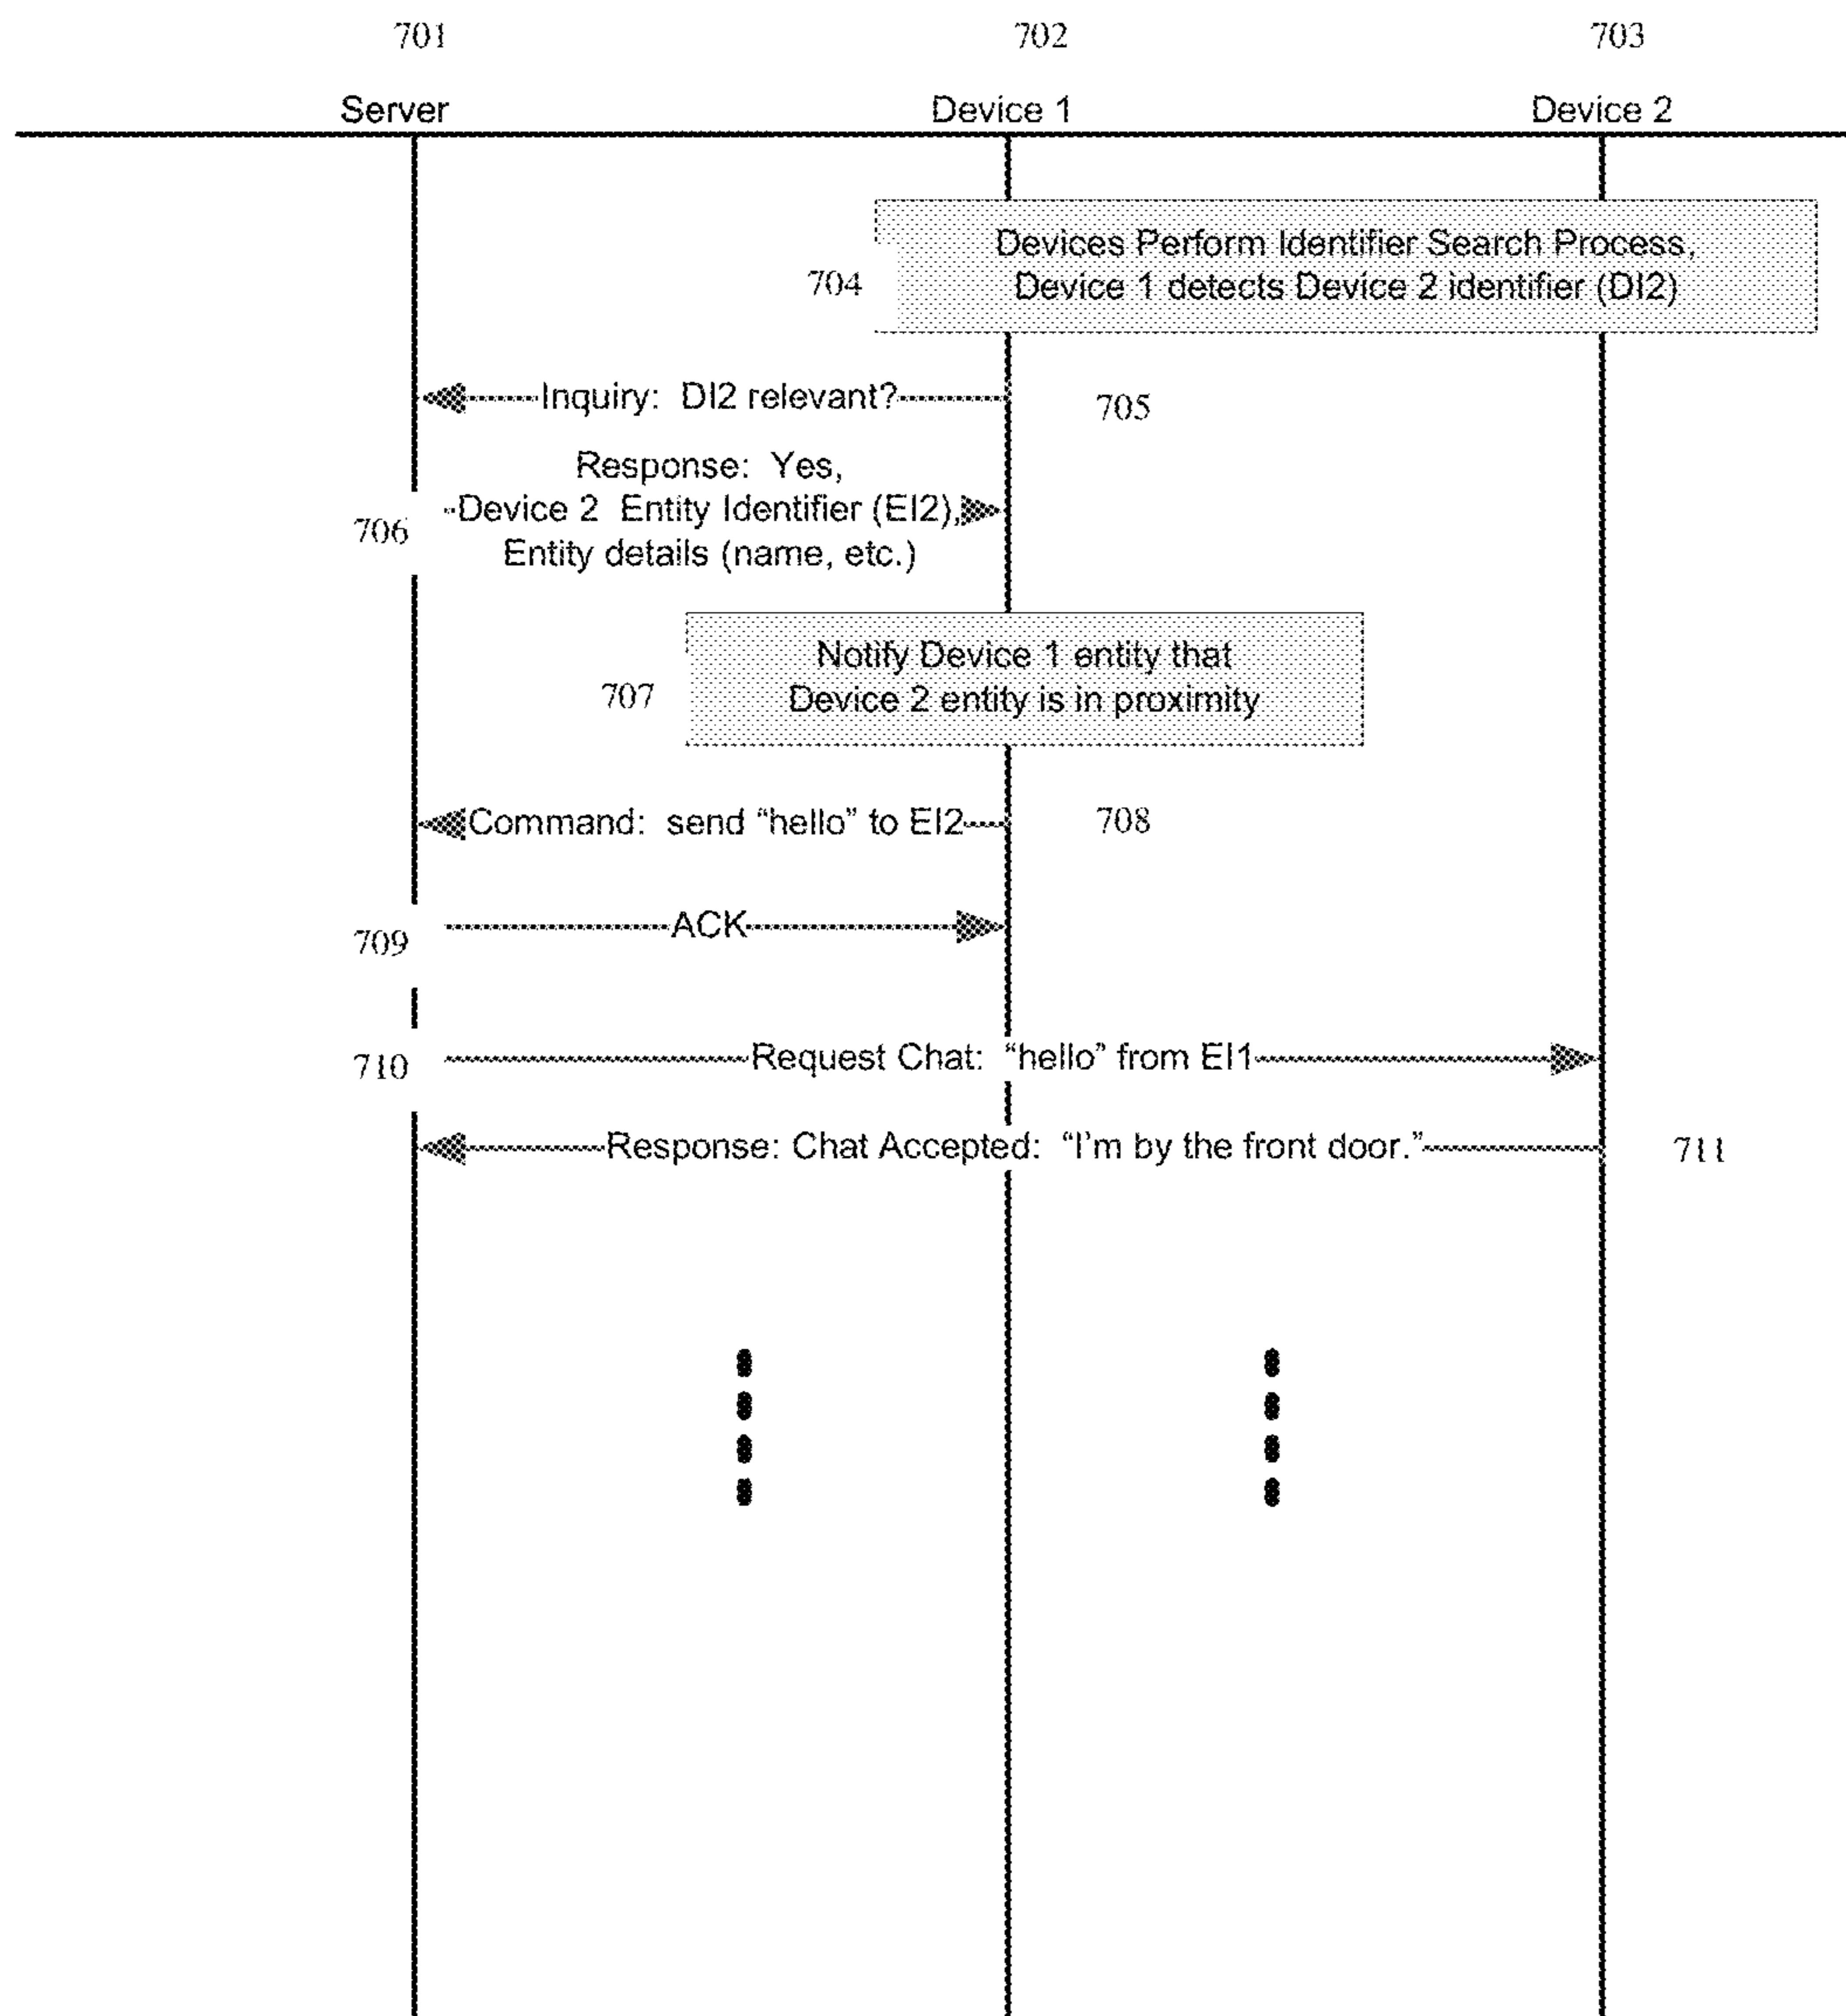 701 702 703
Server Device 1 Device 2
Devices Perform Identifier Search Process,
704 Device 1 detects Device 2 identifier (DI2)
Inquiry: DI2 relevant? 705
Response: Yes,
706 Device 2 Entity Identifier (EI2),
Entity details (name, etc.)
Notify Device 1 entity that
707 Device 2 entity is in proximity
Command: send “hello” to EI2 708
709 ACK
710 Request Chat: “hello” from EI1
Response: Chat Accepted: “I’m by the front door.” 711